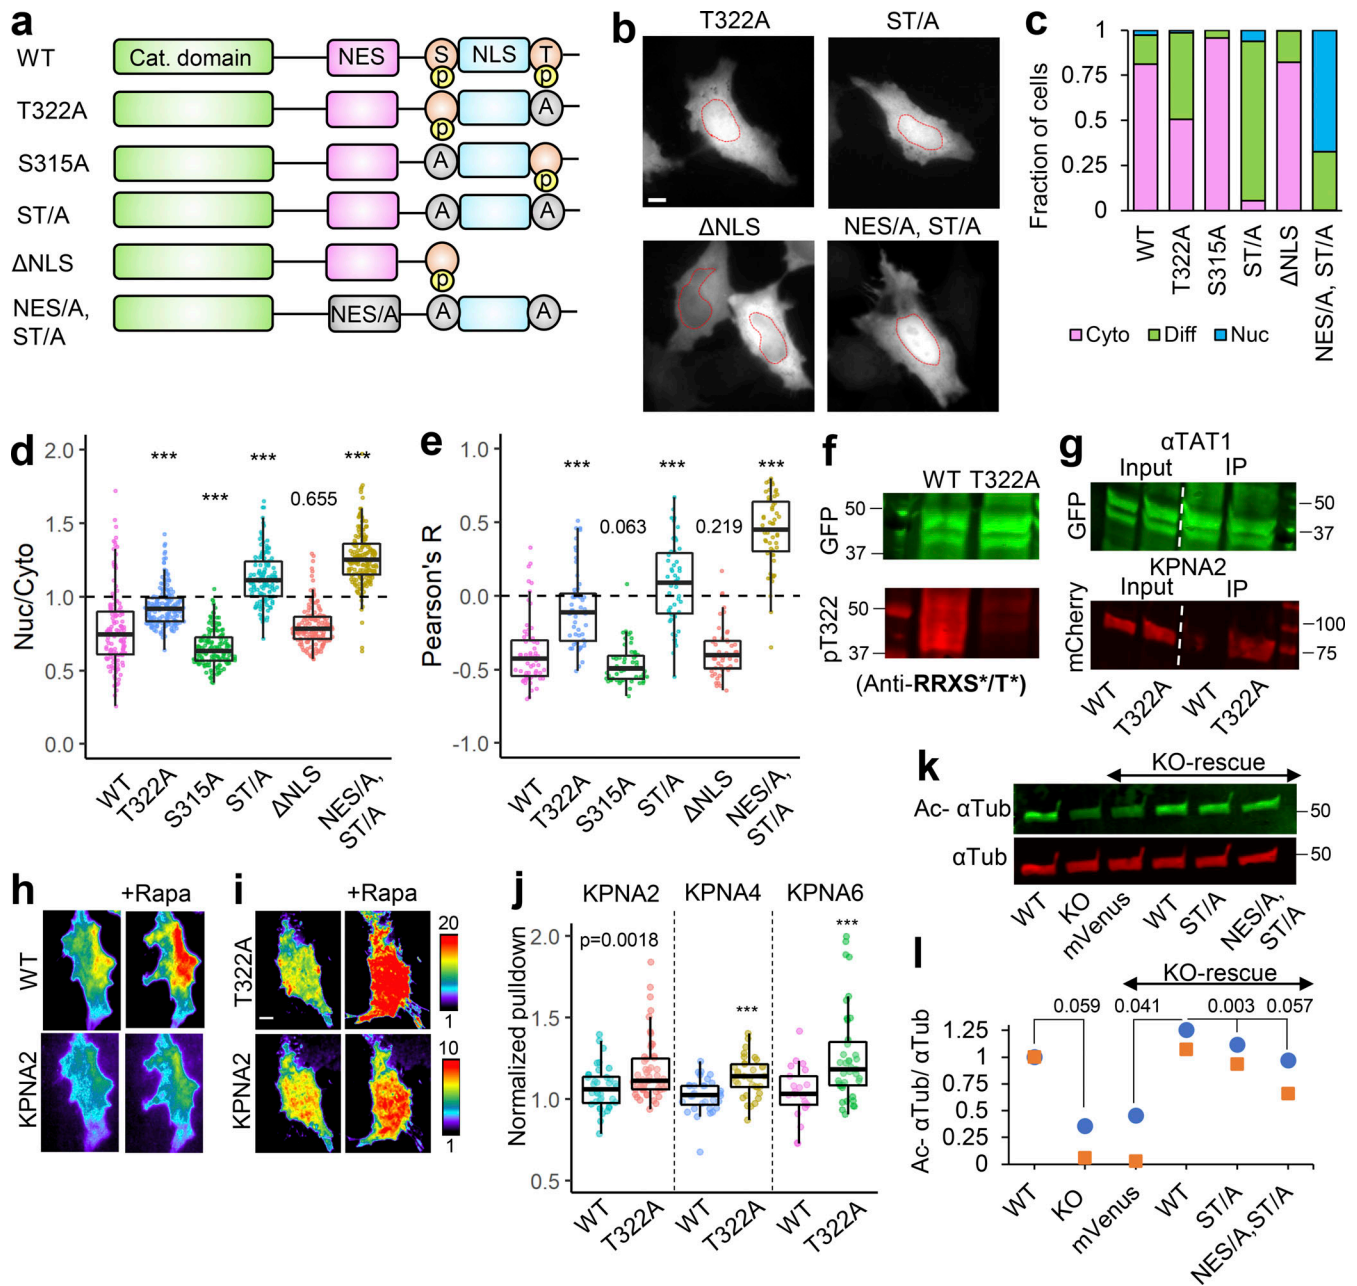 a
WT
Cat. domain
NES
S
NLS
T
p
p
T322A
p
A
S315A
A
p
ST/A
A
A
ΔNLS
p
NES/A,
ST/A
NES/A
A
A
b
T322A
ST/A
ΔNLS
NES/A, ST/A
c
Fraction of cells
1
0.75
0.5
0.25
0
WT
T322A
S315A
ST/A
ΔNLS
NES/A, ST/A
Cyto
Diff
Nuc
d
Nuc/Cyto
2.0
1.5
1.0
0.5
0.0
***
***
***
0.655
***
WT
T322A
S315A
ST/A
ΔNLS
NES/A,
ST/A
e
Pearson's R
1.0
0.5
0.0
-0.5
-1.0
***
0.063
***
0.219
***
WT
T322A
S315A
ST/A
ΔNLS
NES/A,
ST/A
f
WT T322A
GFP
50
37
pT322
50
37
(Anti-RRXS*/T*)
g
αTAT1
Input IP
GFP
50
37
KPNA2
Input IP
mCherry
100
75
WT
T322A
WT
T322A
h
+Rapa
WT
KPNA2
i
+Rapa
T322A
KPNA2
20
1
10
1
j
KPNA2 KPNA4 KPNA6
Normalized pulldown
2.0
1.5
1.0
0.5
p=0.0018
***
***
WT
T322A
WT
T322A
WT
T322A
k
KO-rescue
Ac- αTub
50
αTub
50
WT
KO
mVenus
WT
ST/A
NES/A,
ST/A
l
KO-rescue
0.059 0.041 0.003 0.057
Ac- αTub/ αTub
1.25
1
0.75
0.5
0.25
0
WT
KO
mVenus
WT
ST/A
NES/A,ST/A